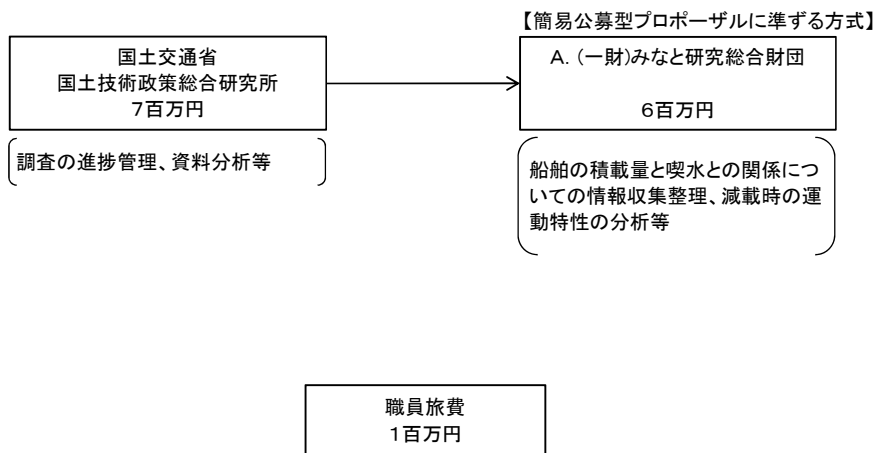 【簡易公募型プロポーザルに準ずる方式】
国土交通省
国土技術政策総合研究所
7百万円
A. (一財)みなと研究総合財団
6百万円
調査の進捗管理、資料分析等
船舶の積載量と喫水との関係につ
いての情報収集整理、減載時の運
動特性の分析等
職員旅費
1百万円